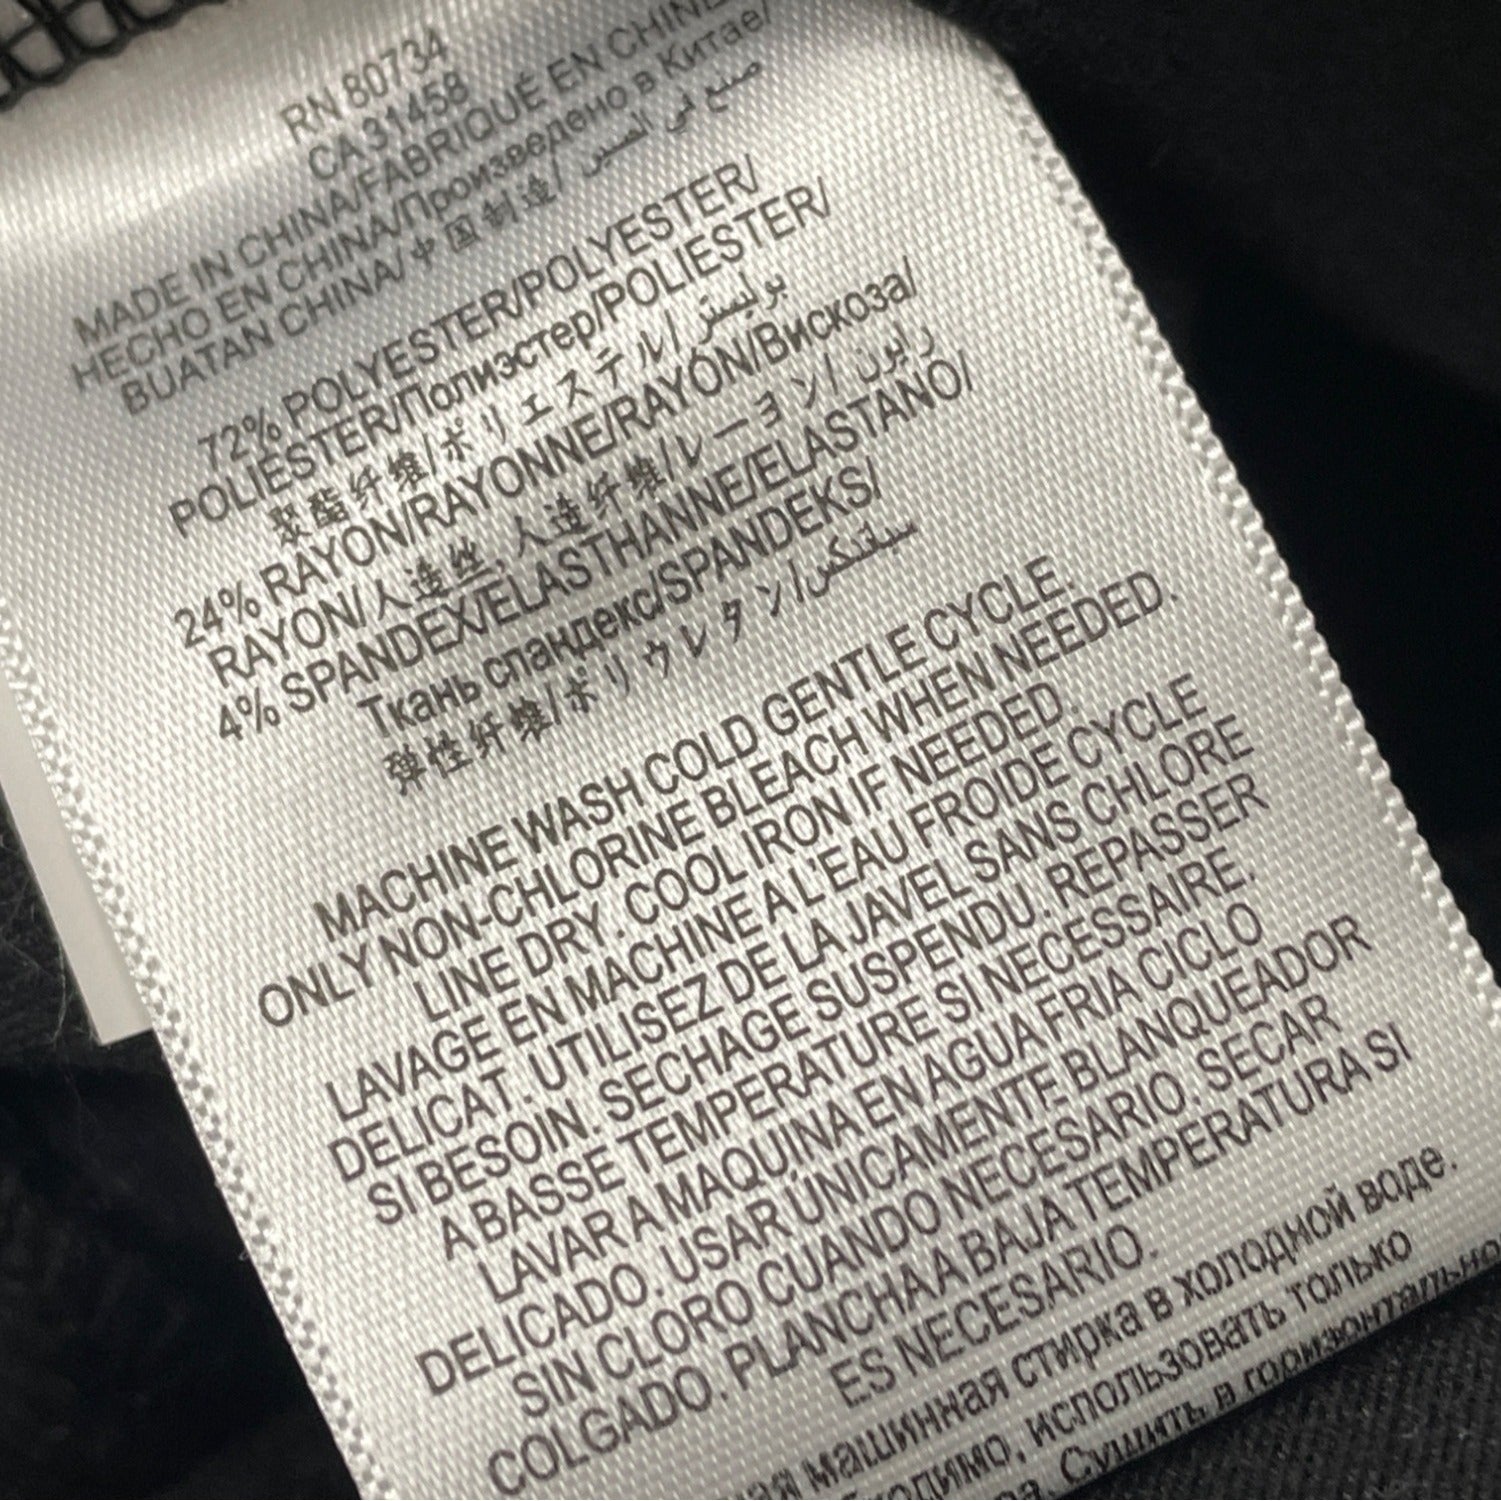 RN 80734
CA 31458
MADE IN CHINA/FABRIQUÉ EN CHINE
HECHO EN CHINA/Произведено в Китае/
BUATAN CHINA/中国制造/صنع في الصين
72% POLYESTER/POLYESTER/
POLIÉSTER/Полиэстер/POLIESTER/
聚酯纤维/ポリエステル/بوليستر
24% RAYON/RAYONNE/RAYÓN/Вискоза/
RAYON/人造丝, 人造纤维/レーヨン/رايون
4% SPANDEX/ELASTHANNE/ELASTANO/
Ткань спандекс/SPANDEKS/
弹性纤维/ポリウレタン/سباندكس
MACHINE WASH COLD GENTLE CYCLE.
ONLY NON-CHLORINE BLEACH WHEN NEEDED.
LINE DRY. COOL IRON IF NEEDED.
LAVAGE EN MACHINE A L'EAU FROIDE CYCLE
DELICAT. UTILISEZ DE LA JAVEL SANS CHLORE
SI BESOIN. SECHAGE SUSPENDU. REPASSER
A BASSE TEMPERATURE SI NECESSAIRE.
LAVAR A MAQUINA EN AGUA FRIA CICLO
DELICADO. USAR ÚNICAMENTE BLANQUEADOR
SIN CLORO CUANDO NECESARIO. SECAR
COLGADO. PLANCHA A BAJA TEMPERATURA SI
ES NECESARIO.
машинная стирка в холодной воде.
использовать только
Сушить в